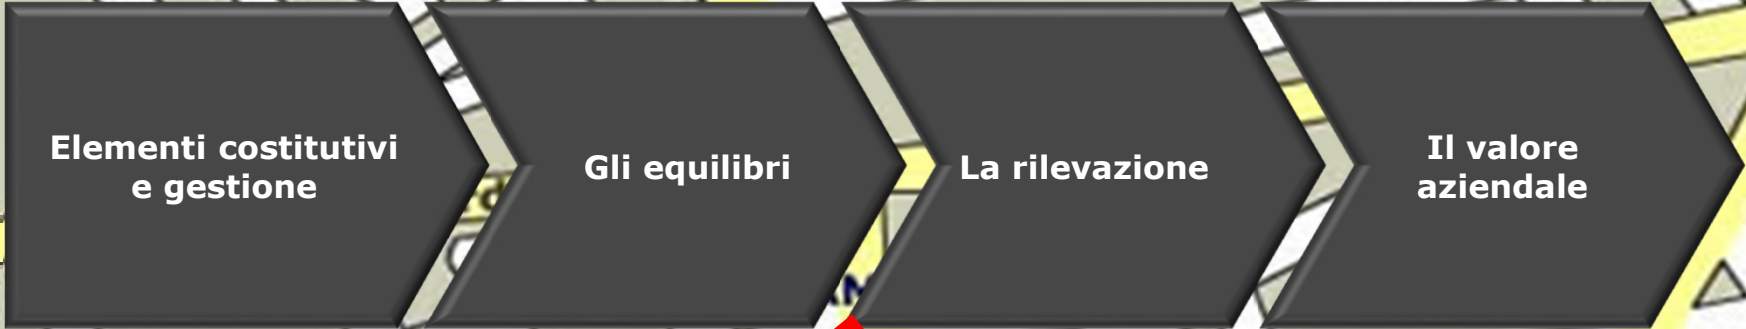 Elementi costitutivi
e gestione
Gli equilibri
La rilevazione
Il valore
aziendale